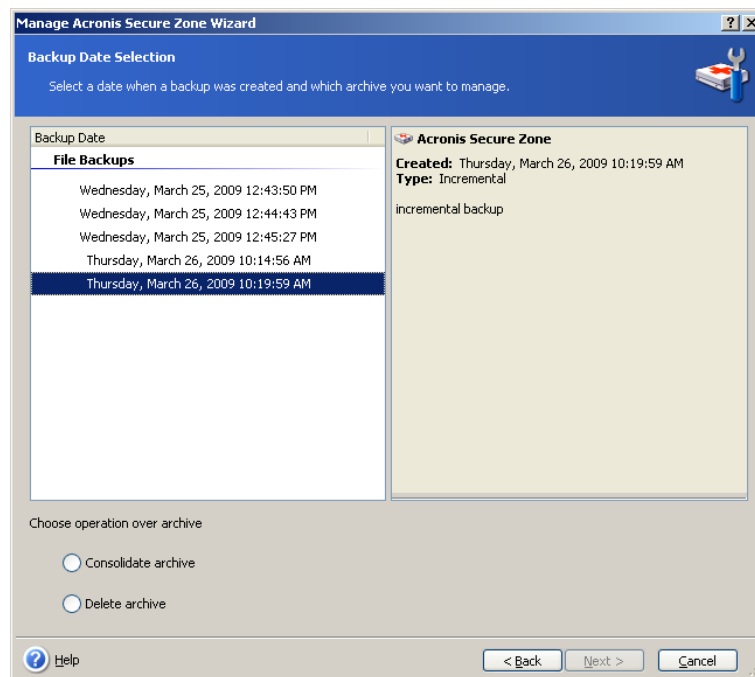 Manage Acronis Secure Zone Wizard
Backup Date Selection
Select a date when a backup was created and which archive you want to manage.
Backup Date
File Backups
Wednesday, March 25, 2009 12:43:50 PM
Wednesday, March 25, 2009 12:44:43 PM
Wednesday, March 25, 2009 12:45:27 PM
Thursday, March 26, 2009 10:14:56 AM
Thursday, March 26, 2009 10:19:59 AM
Acronis Secure Zone
Created: Thursday, March 26, 2009 10:19:59 AM
Type: Incremental
incremental backup
Choose operation over archive
Consolidate archive
Delete archive
Help
< Back
Next >
Cancel